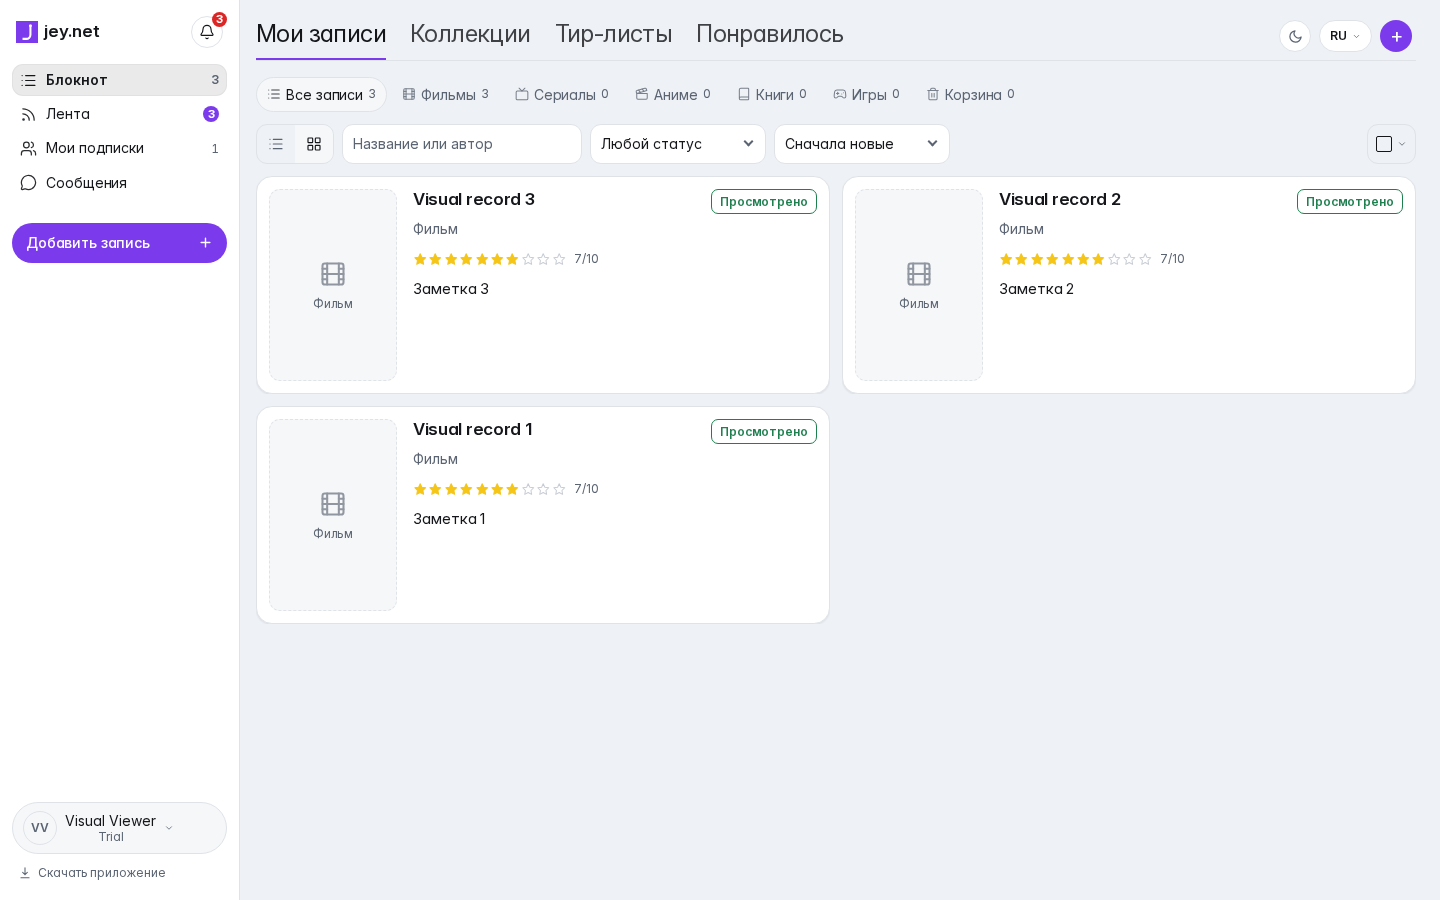 jey.net
3
Блокнот 3
Лента 3
Мои подписки 1
Сообщения
Добавить запись
Visual Viewer
VV
Trial
Скачать приложение
Мои записи Коллекции Тир-листы Понравилось
RU
Все записи 3 Фильмы 3 Сериалы 0 Аниме 0 Книги 0 Игры 0 Корзина 0
Название или автор Любой статус Сначала новые
Visual record 3
Просмотрено
Фильм
7/10
Заметка 3
Фильм
Visual record 2
Просмотрено
Фильм
7/10
Заметка 2
Фильм
Visual record 1
Просмотрено
Фильм
7/10
Заметка 1
Фильм